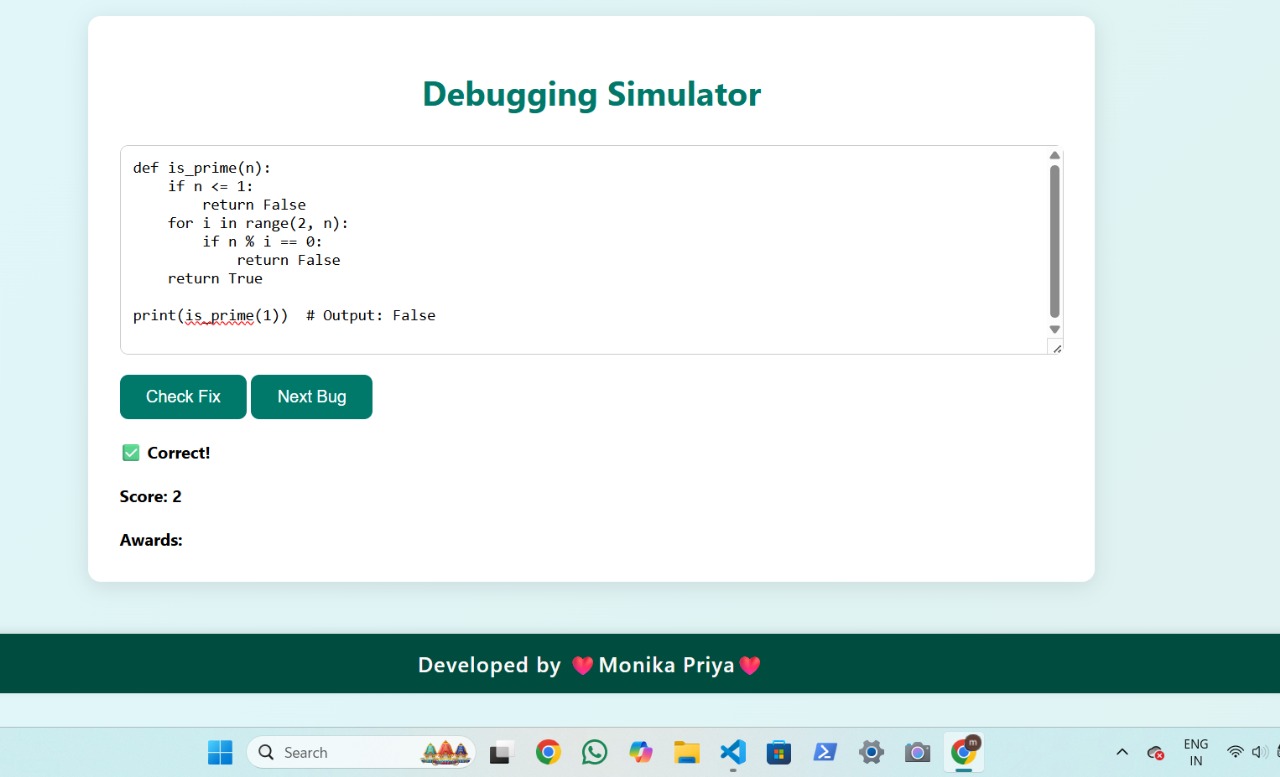 Debugging Simulator
def is_prime(n):
    if n <= 1:
        return False
    for i in range(2, n):
        if n % i == 0:
            return False
    return True
print(is_prime(1))  # Output: False
Check Fix
Next Bug
✅ Correct!
Score: 2
Awards:
Developed by ❤️Monika Priya❤️
Search
m
ENG
IN